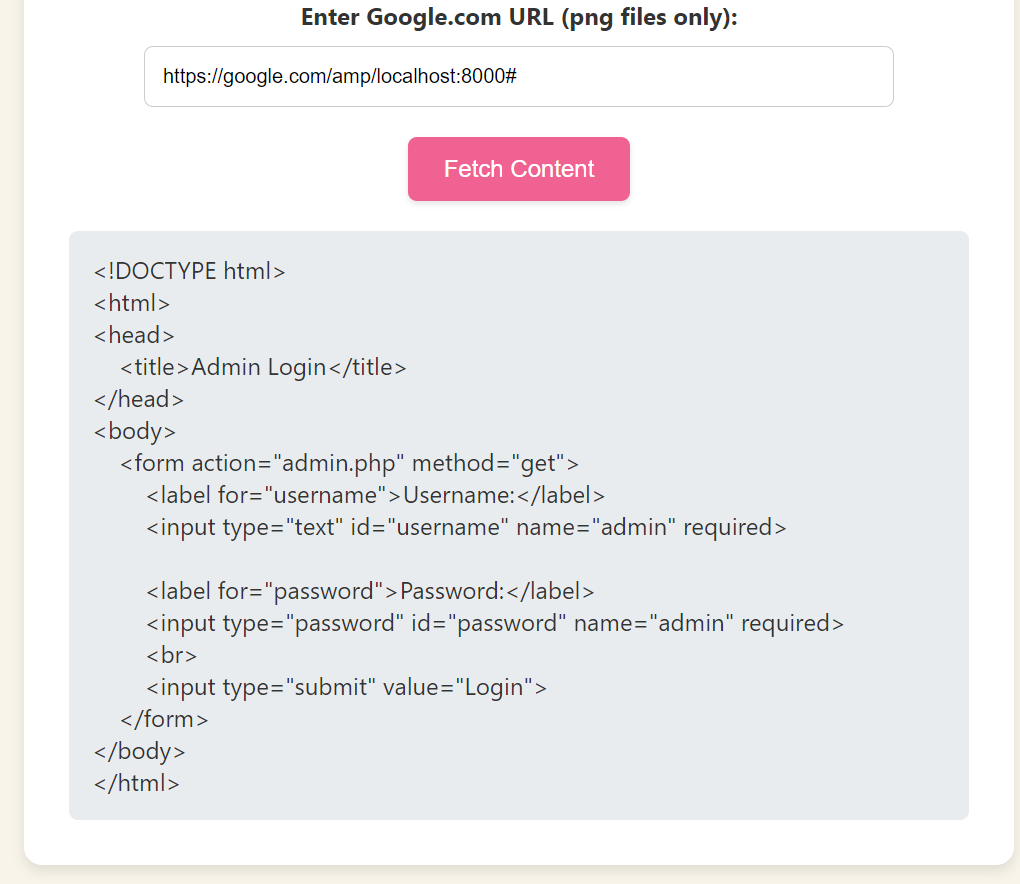 Enter Google.com URL (png files only):
https://google.com/amp/localhost:8000#
Fetch Content
<!DOCTYPE html>
<html>
<head>
    <title>Admin Login</title>
</head>
<body>
    <form action="admin.php" method="get">
        <label for="username">Username:</label>
        <input type="text" id="username" name="admin" required>

        <label for="password">Password:</label>
        <input type="password" id="password" name="admin" required>
        <br>
        <input type="submit" value="Login">
    </form>
</body>
</html>